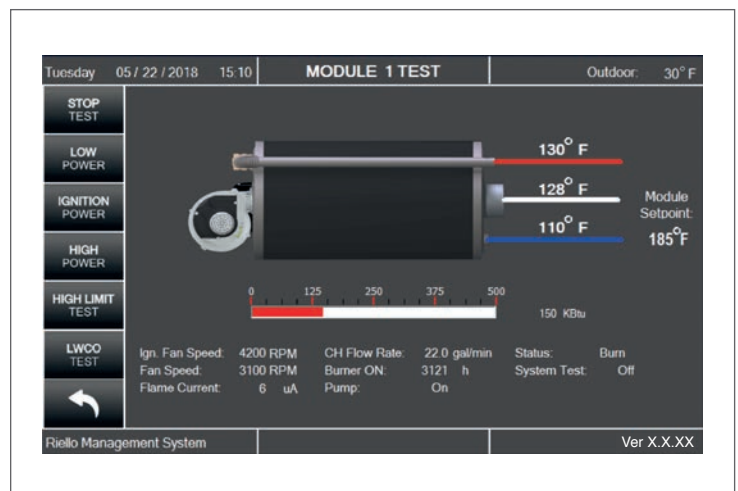 Tuesday 05 / 22 / 2018 15:10
MODULE 1 TEST
Outdoor: 30° F
STOP
TEST
LOW
POWER
IGNITION
POWER
HIGH
POWER
HIGH LIMIT
TEST
LWCO
TEST
130° F
128° F
110° F
Module
Setpoint:
185°F
0 125 250 375 500
150 KBtu
Ign. Fan Speed: 4200 RPM CH Flow Rate: 22.0 gal/min Status: Burn
Fan Speed: 3100 RPM Burner ON: 3121 h System Test: Off
Flame Current: 6 uA Pump: On
Riello Management System
Ver X.X.XX